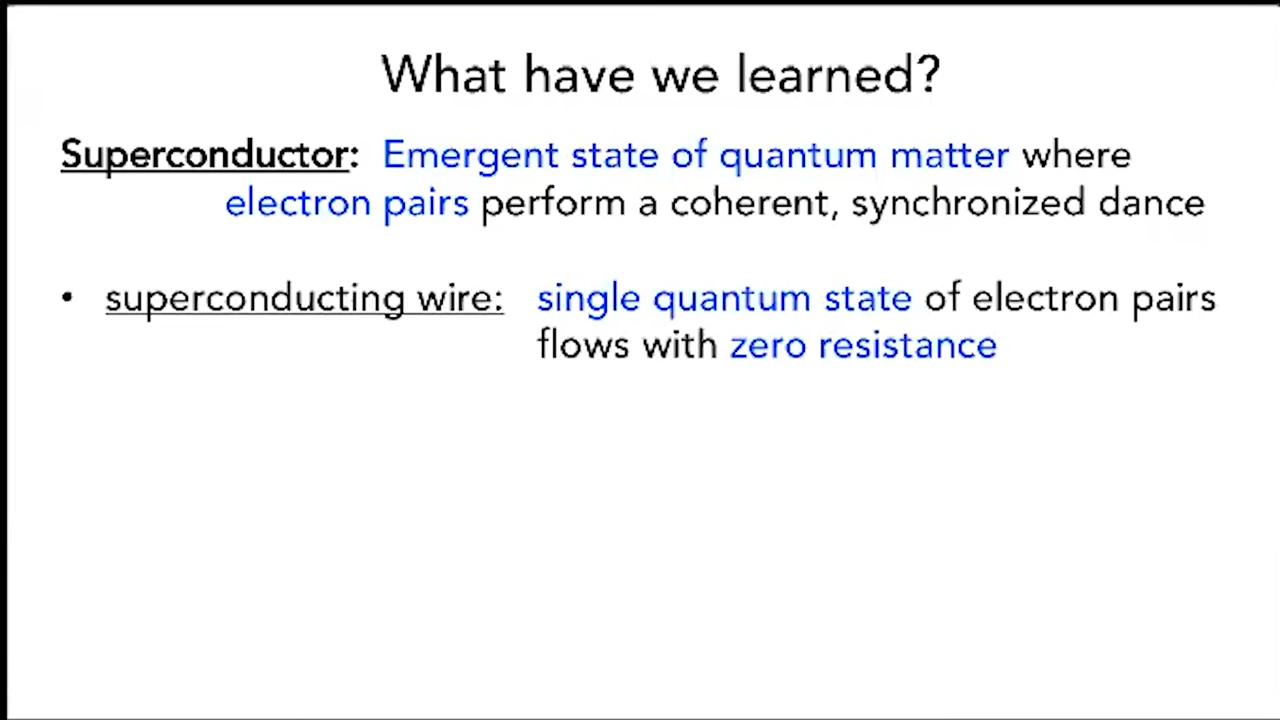 What have we learned?
Superconductor: Emergent state of quantum matter where
electron pairs perform a coherent, synchronized dance
• superconducting wire: single quantum state of electron pairs
flows with zero resistance